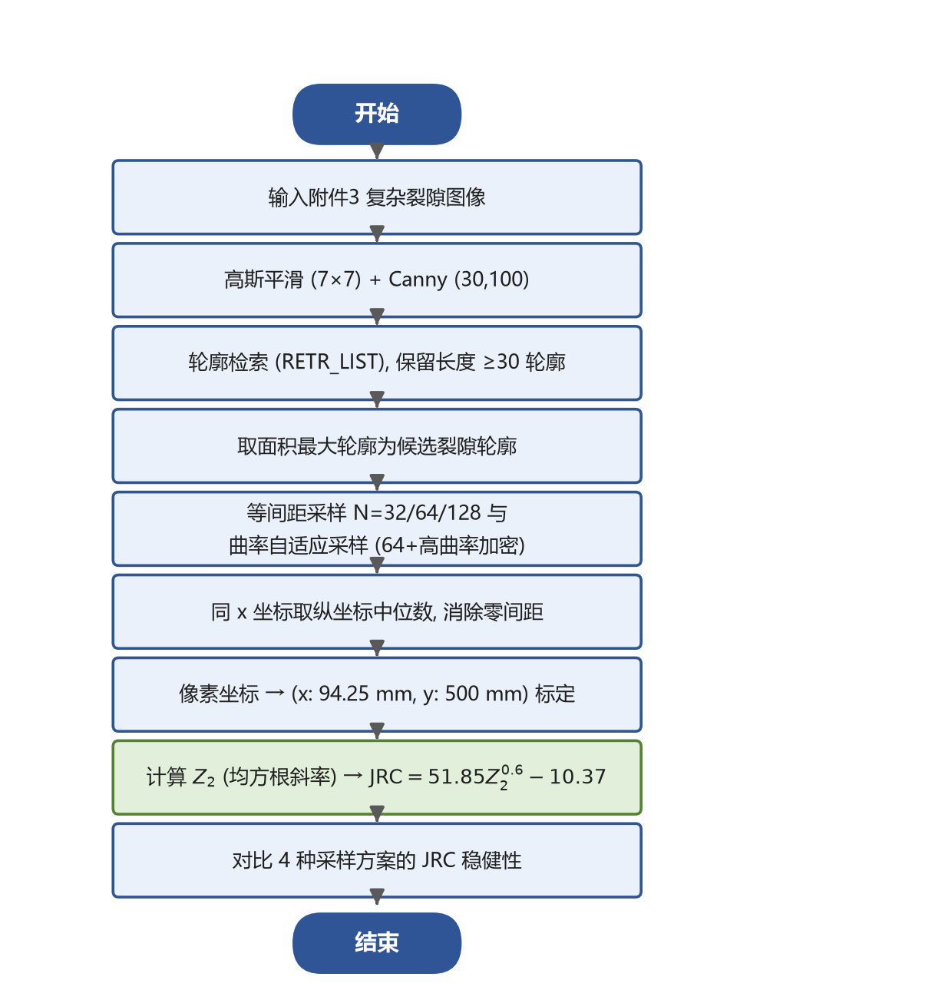 开始
输入附件3 复杂裂隙图像
高斯平滑 (7×7) + Canny (30,100)
轮廓检索 (RETR_LIST), 保留长度 ≥30 轮廓
取面积最大轮廓为候选裂隙轮廓
等间距采样 N=32/64/128 与
曲率自适应采样 (64+高曲率加密)
同 x 坐标取纵坐标中位数, 消除零间距
像素坐标 → (x: 94.25 mm, y: 500 mm) 标定
计算 Z₂ (均方根斜率) → JRC = 51.85Z₂^0.6 − 10.37
对比 4 种采样方案的 JRC 稳健性
结束